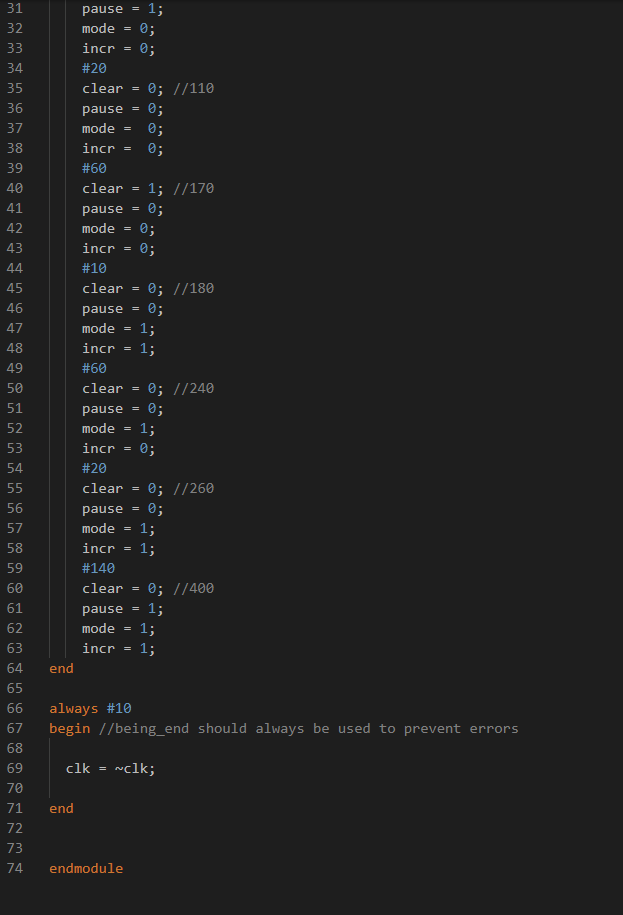 31 pause = 1;
32 mode = 0;
33 incr = 0;
34 #20
35 clear = 0; //110
36 pause = 0;
37 mode =  0;
38 incr =  0;
39 #60
40 clear = 1; //170
41 pause = 0;
42 mode = 0;
43 incr = 0;
44 #10
45 clear = 0; //180
46 pause = 0;
47 mode = 1;
48 incr = 1;
49 #60
50 clear = 0; //240
51 pause = 0;
52 mode = 1;
53 incr = 0;
54 #20
55 clear = 0; //260
56 pause = 0;
57 mode = 1;
58 incr = 1;
59 #140
60 clear = 0; //400
61 pause = 1;
62 mode = 1;
63 incr = 1;
64 end
65
66 always #10
67 begin //being_end should always be used to prevent errors
68
69 clk = ~clk;
70
71 end
72
73
74 endmodule